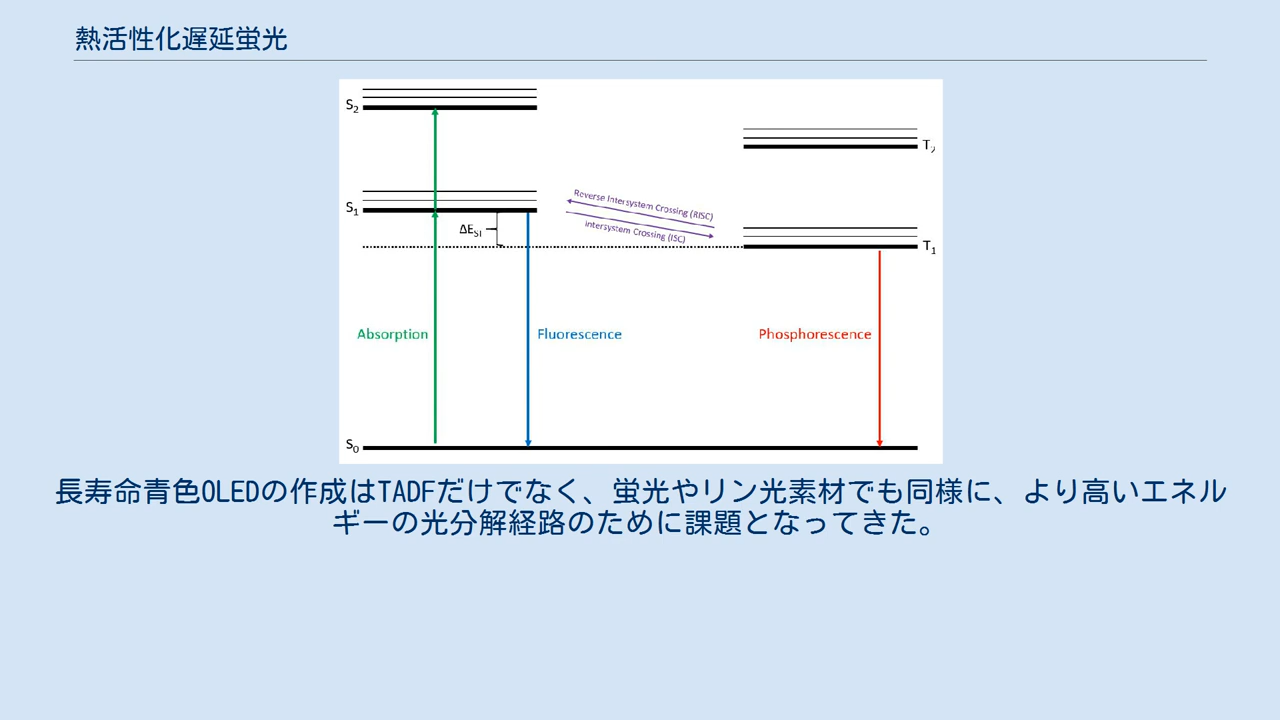 熱活性化遅延蛍光
S2
T2
S1
Reverse Intersystem Crossing (RISC)
Intersystem Crossing (ISC)
ΔEST
T1
Absorption
Fluorescence
Phosphorescence
S0
長寿命青色OLEDの作成はTADFだけでなく、蛍光やリン光素材でも同様に、より高いエネル
ギーの光分解経路のために課題となってきた。